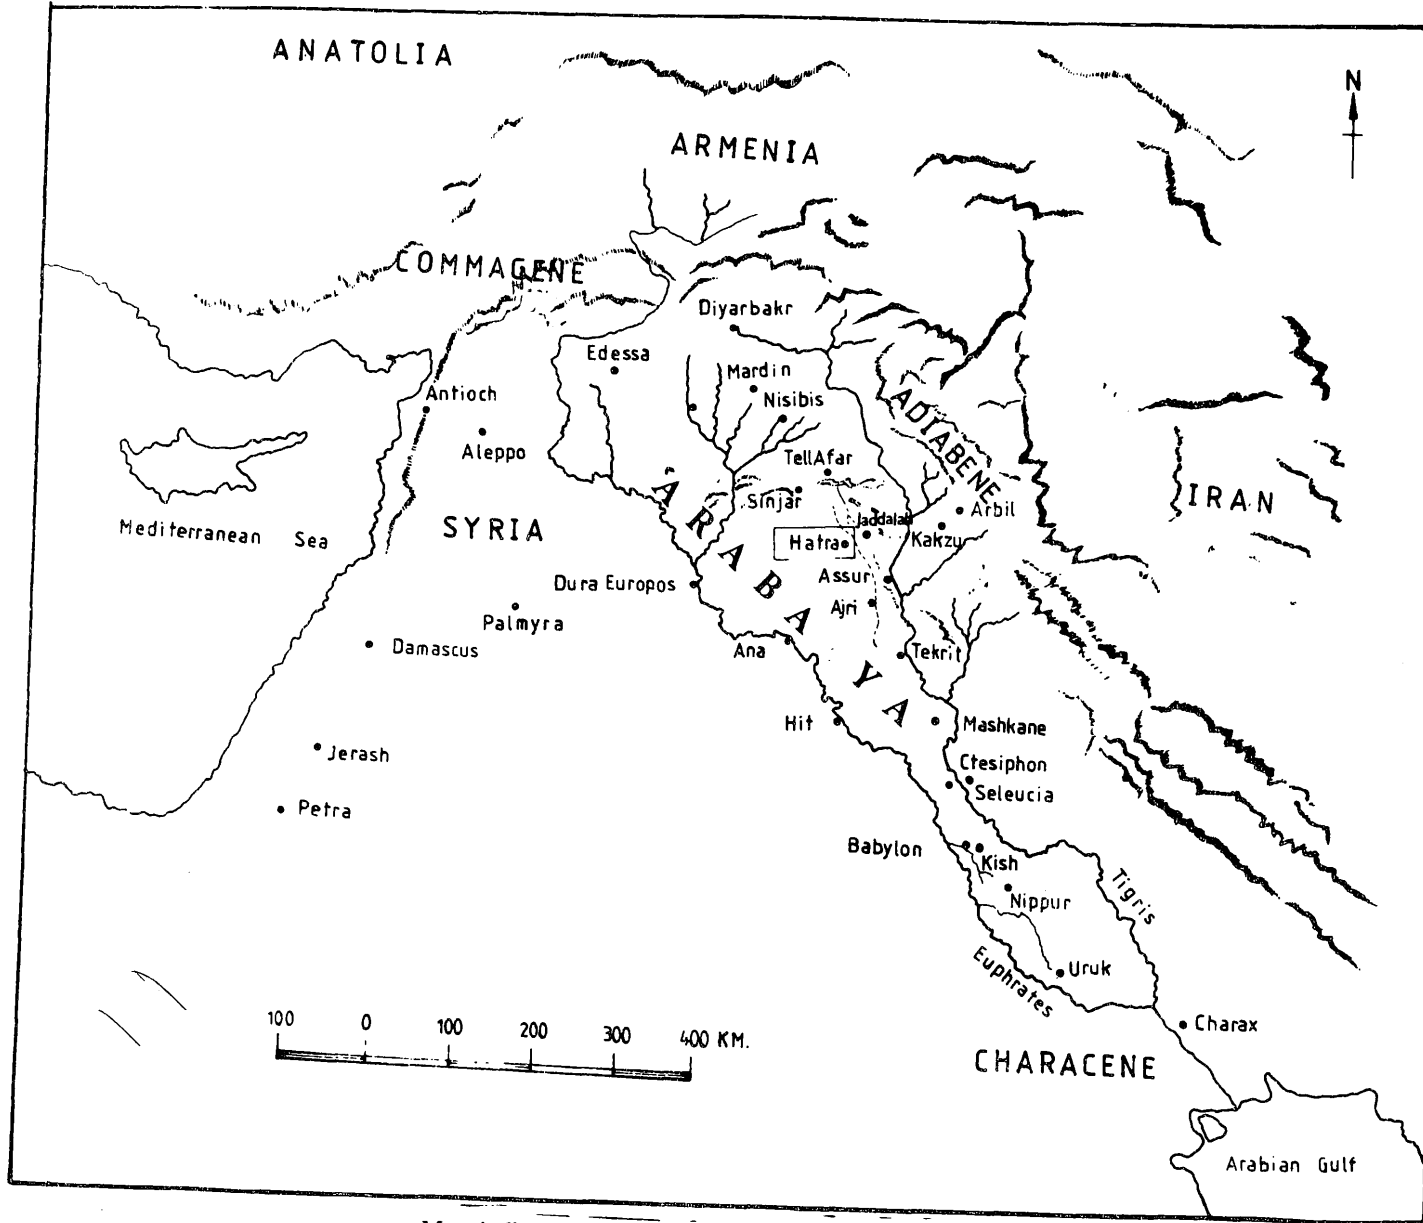 ANATOLIA
N
ARMENIA
COMMAGENE
Diyarbakr
Edessa
Mardin
Antioch
Nisibis
ADIABENE
Aleppo
TellAfar
Sinjar
IRAN
Arbil
Mediterranean Sea
SYRIA
Jaddalah
Hatra
Kakzu
ARABAYA
Assur
Dura Europos
Ajri
Palmyra
Damascus
Ana
Tekrit
Hit
Mashkane
Jerash
Ctesiphon
Seleucia
Petra
Babylon
Kish
Nippur
Tigris
Uruk
Euphrates
100 0 100 200 300 400 KM.
Charax
CHARACENE
Arabian Gulf